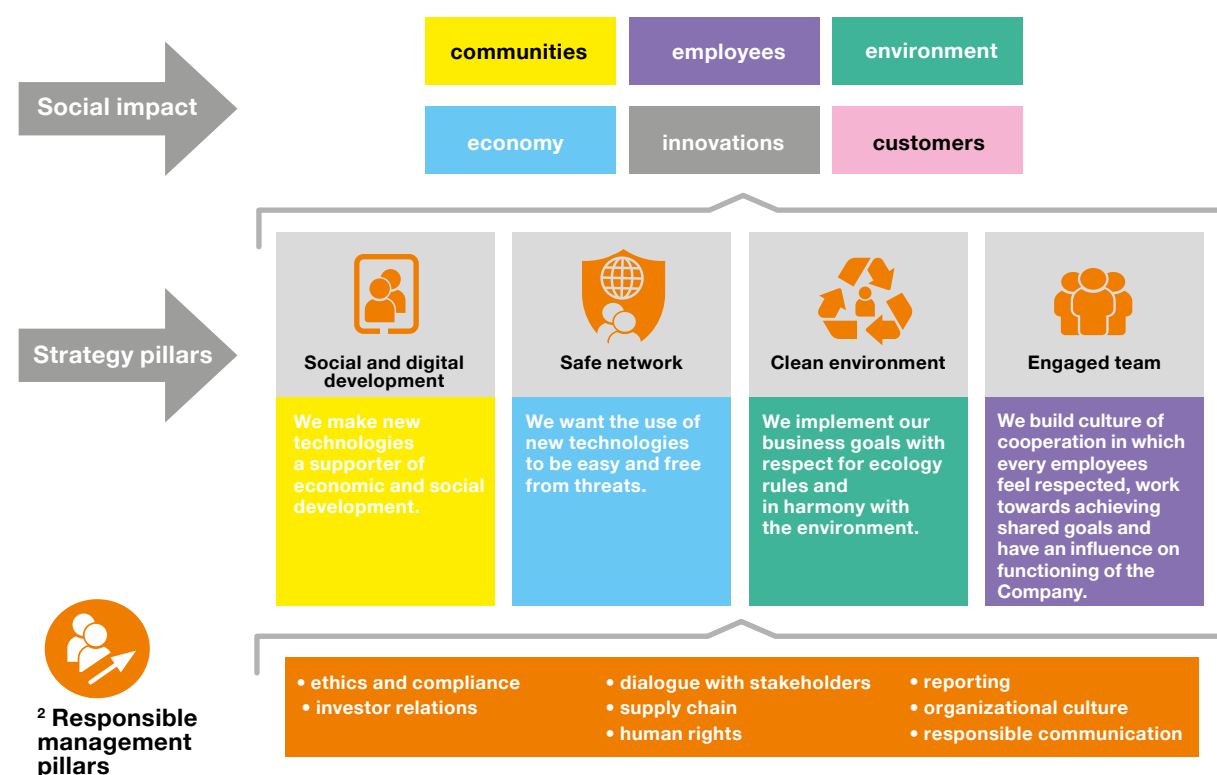 Social impact
communities
employees
environment
economy
innovations
customers
Strategy pillars
Social and digital
development
We make new
technologies
a supporter of
economic and social
development.
Safe network
We want the use of
new technologies
to be easy and free
from threats.
Clean environment
We implement our
business goals with
respect for ecology
rules and
in harmony with
the environment.
Engaged team
We build culture of
cooperation in which
every employees
feel respected, work
towards achieving
shared goals and
have an influence on
functioning of the
Company.
² Responsible
management
pillars
• ethics and compliance
• investor relations
• dialogue with stakeholders
• supply chain
• human rights
• reporting
• organizational culture
• responsible communication